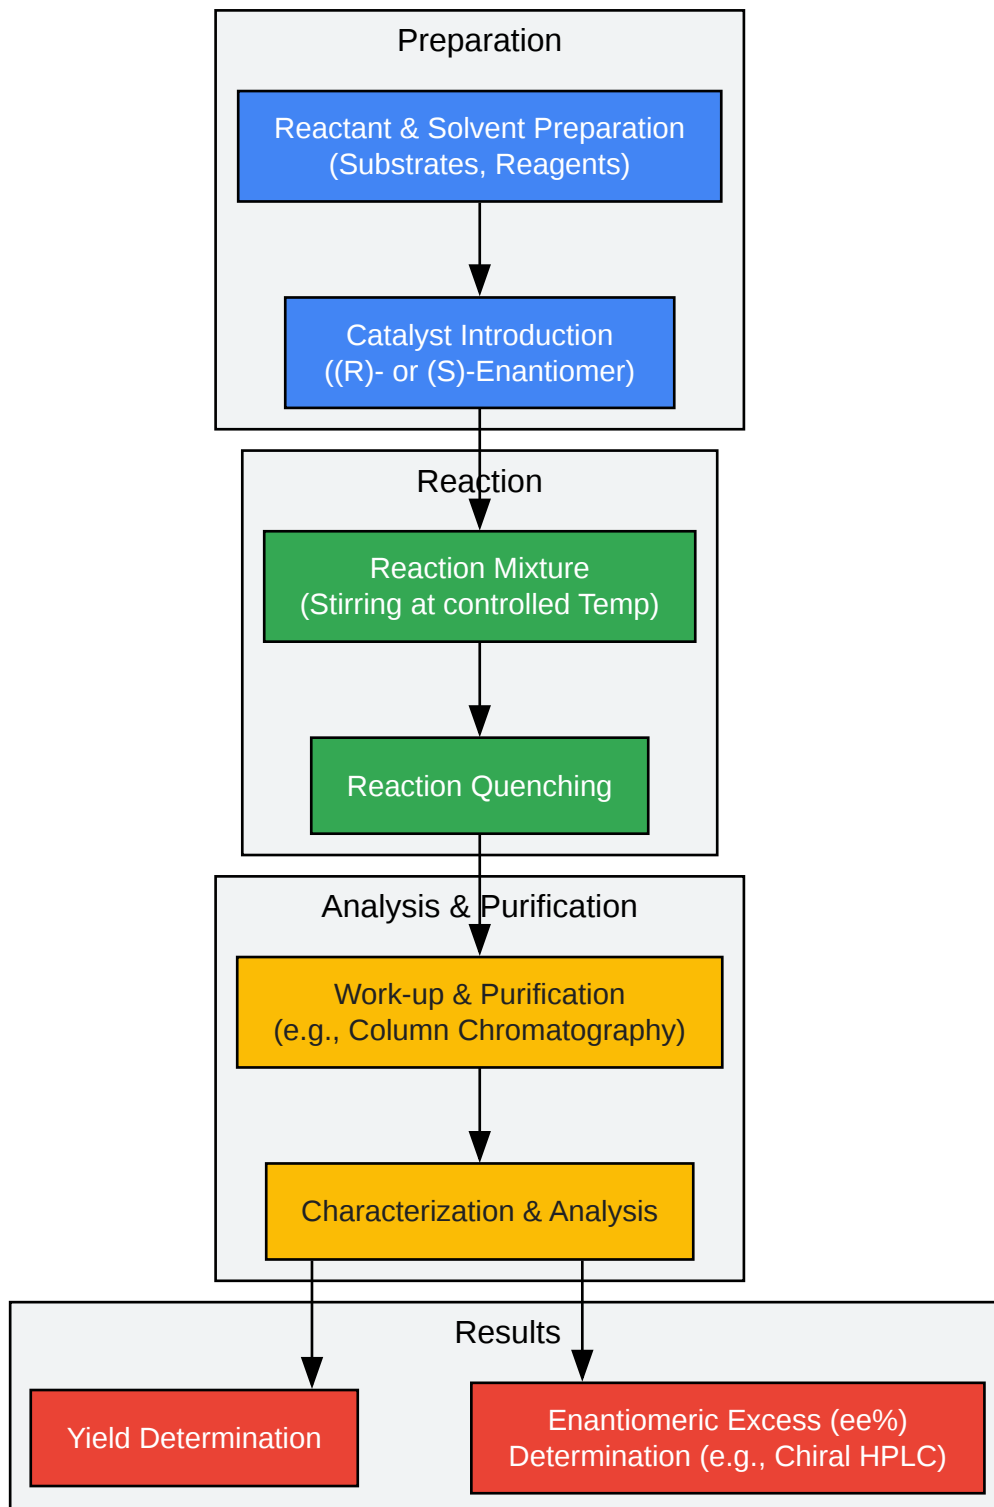 Preparation
Reactant & Solvent Preparation
(Substrates, Reagents)
Catalyst Introduction
((R)- or (S)-Enantiomer)
Reaction
Reaction Mixture
(Stirring at controlled Temp)
Reaction Quenching
Analysis & Purification
Work-up & Purification
(e.g., Column Chromatography)
Characterization & Analysis
Results
Yield Determination
Enantiomeric Excess (ee%)
Determination (e.g., Chiral HPLC)